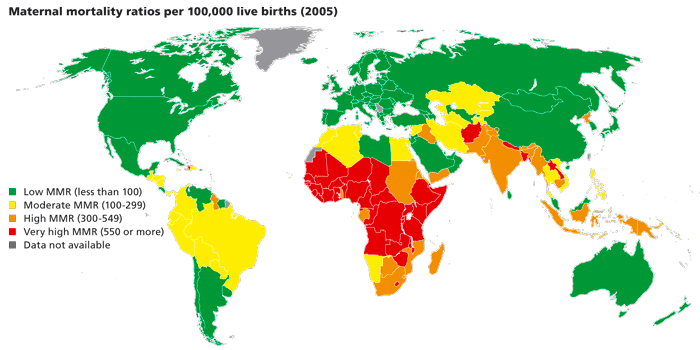 Maternal mortality ratios per 100,000 live births (2005)
Low MMR (less than 100)
Moderate MMR (100-299)
High MMR (300-549)
Very high MMR (550 or more)
Data not available